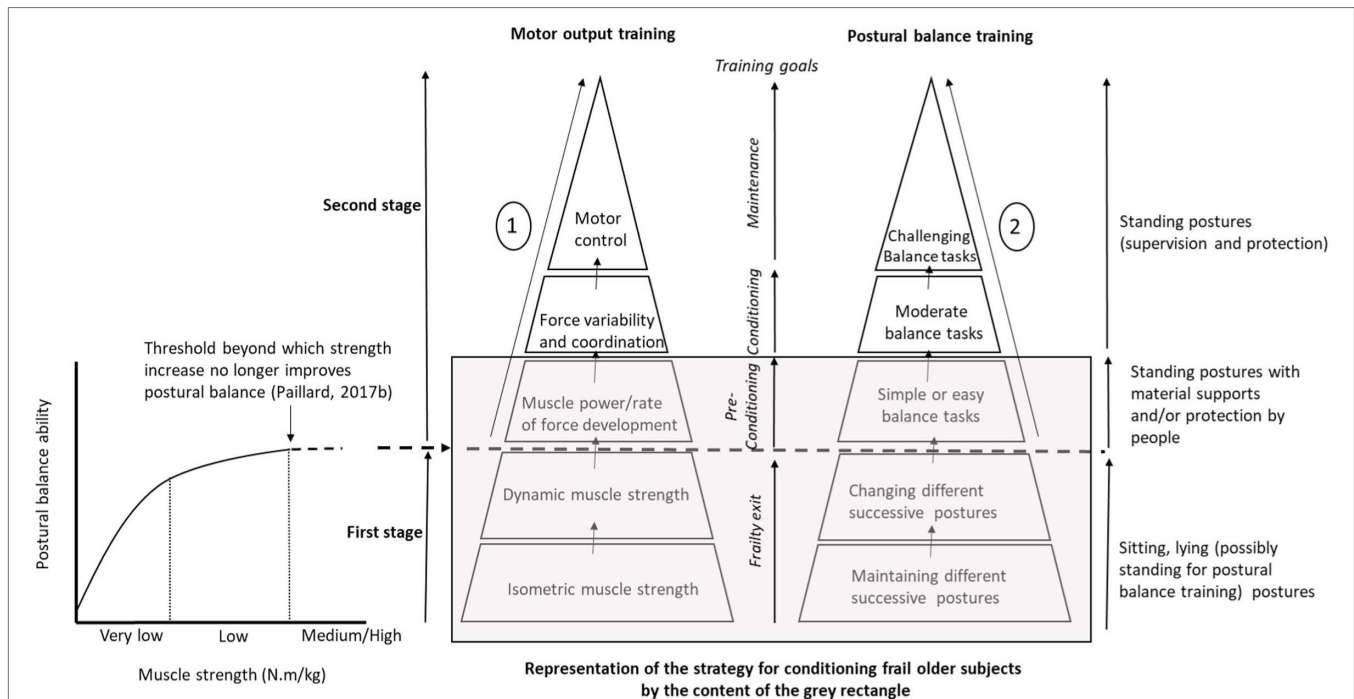 Motor output training
Postural balance training
Training goals
Second stage
First stage
1
2
Motor
control
Force variability
and coordination
Muscle power/rate
of force development
Dynamic muscle strength
Isometric muscle strength
Maintenance
Conditioning
Pre-
Conditioning
Frailty exit
Challenging
Balance tasks
Moderate
balance tasks
Simple or easy
balance tasks
Changing different
successive postures
Maintaining different
successive postures
Standing postures
(supervision and protection)
Standing postures with
material supports
and/or protection by
people
Sitting, lying (possibly
standing for postural
balance training) postures
Threshold beyond which strength
increase no longer improves
postural balance (Paillard, 2017b)
Postural balance ability
Very low
Low
Medium/High
Muscle strength (N.m/kg)
Representation of the strategy for conditioning frail older subjects
by the content of the grey rectangle